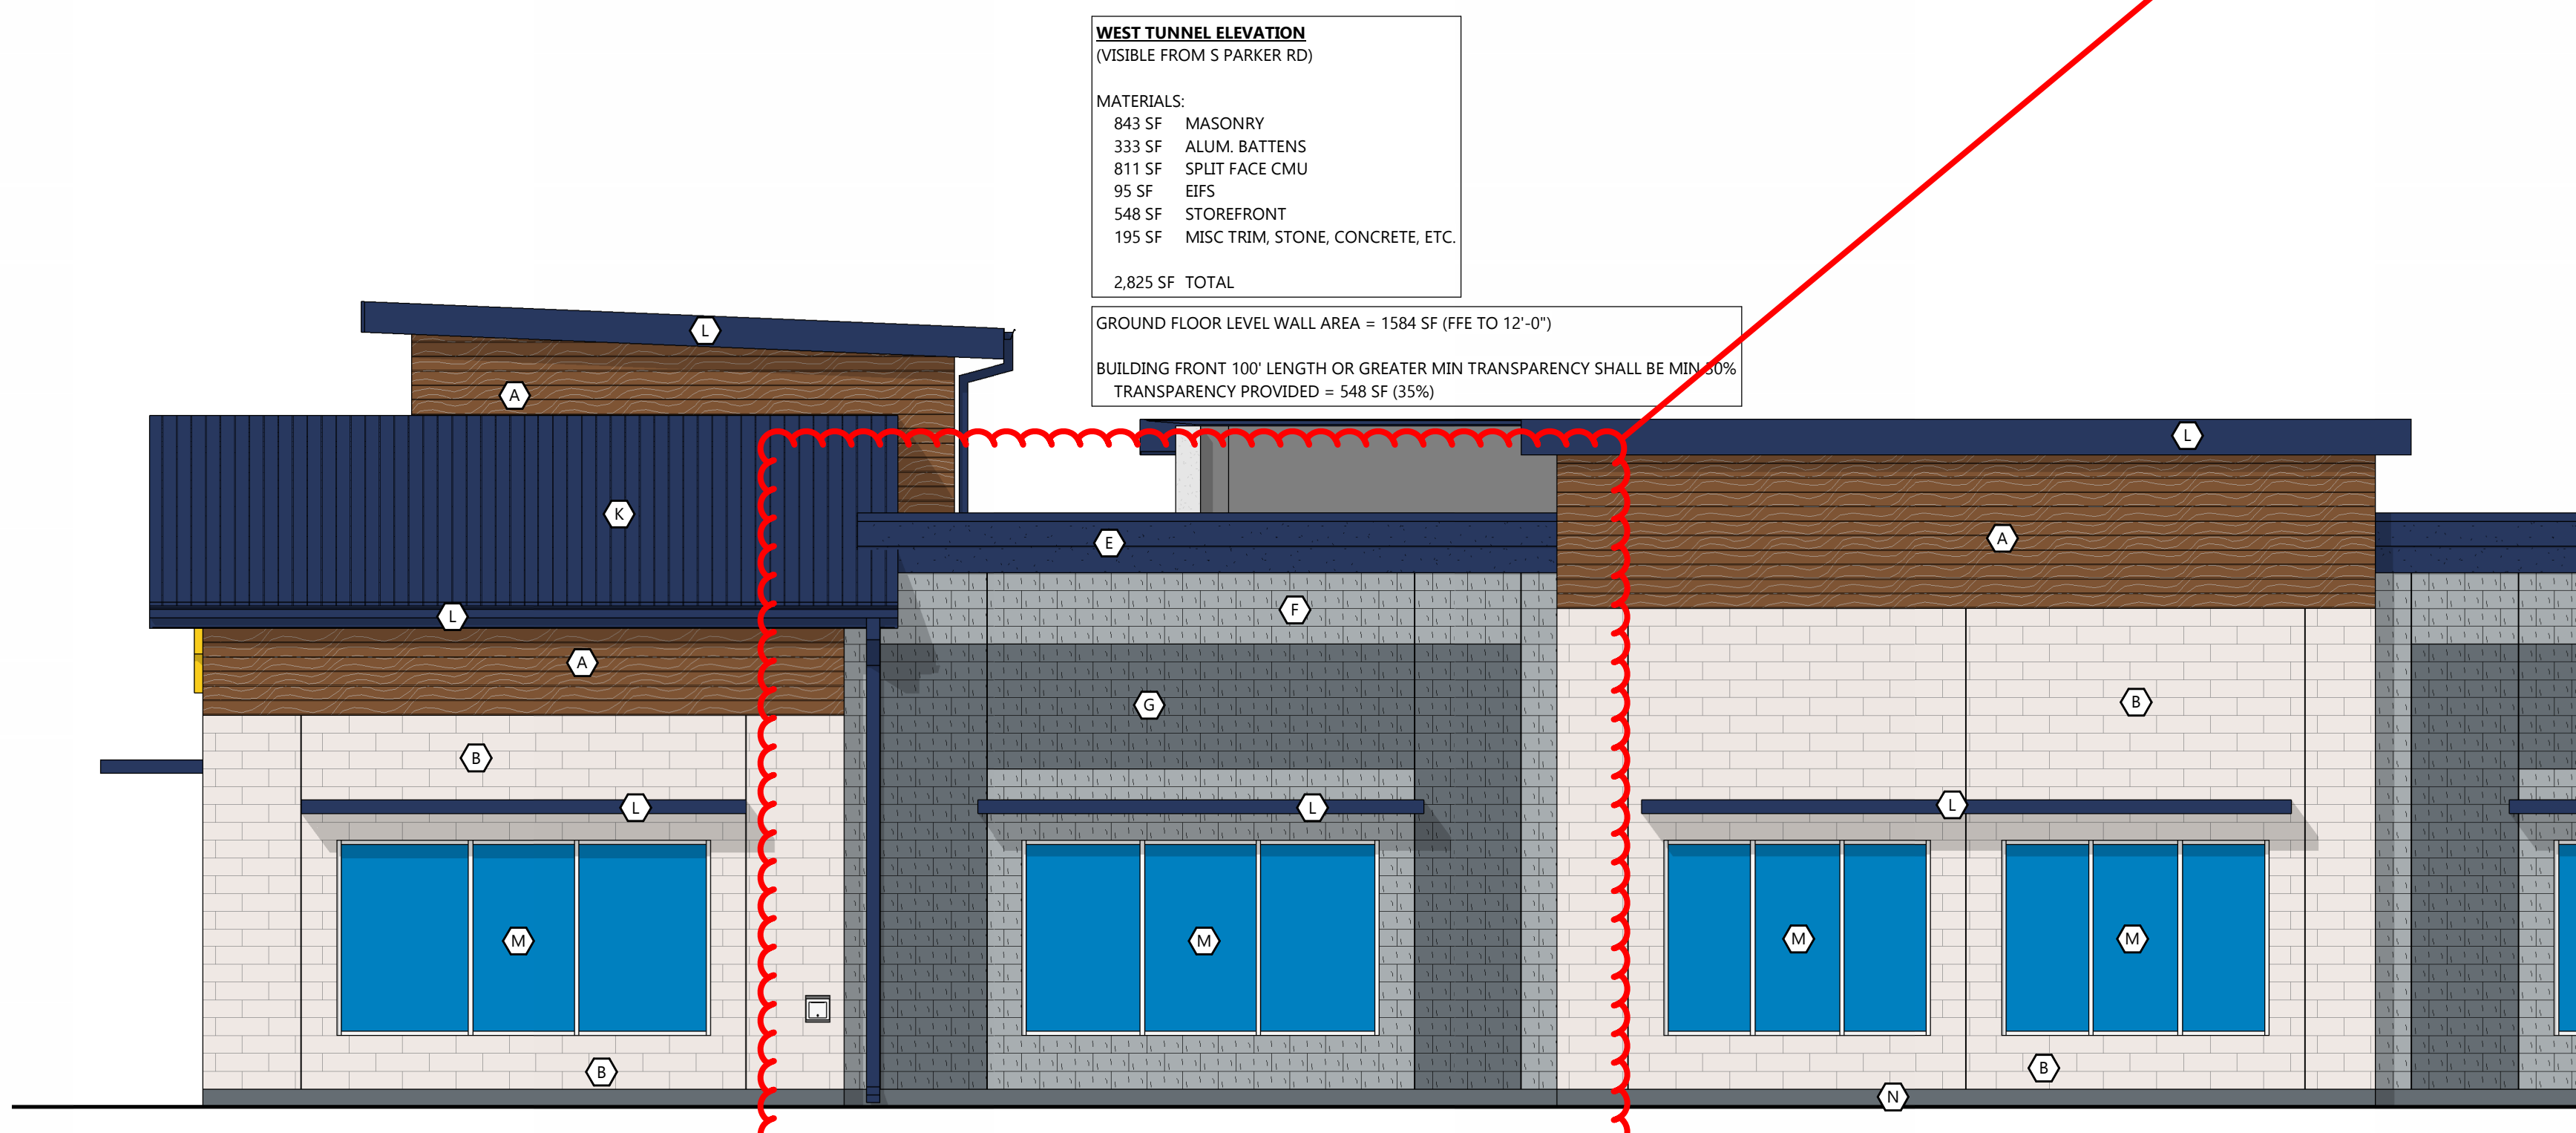 WEST TUNNEL ELEVATION
(VISIBLE FROM S PARKER RD)
MATERIALS:
843 SF MASONRY
333 SF ALUM. BATTENS
811 SF SPLIT FACE CMU
95 SF EIFS
548 SF STOREFRONT
195 SF MISC TRIM, STONE, CONCRETE, ETC.
2,825 SF TOTAL
GROUND FLOOR LEVEL WALL AREA = 1584 SF (FFE TO 12'-0")
BUILDING FRONT 100' LENGTH OR GREATER MIN TRANSPARENCY SHALL BE MIN 30%
TRANSPARENCY PROVIDED = 548 SF (35%)
L
A
L
K
A
E
L
F
A
G
B
B
L
L
L
M
M
M
M
B
B
N